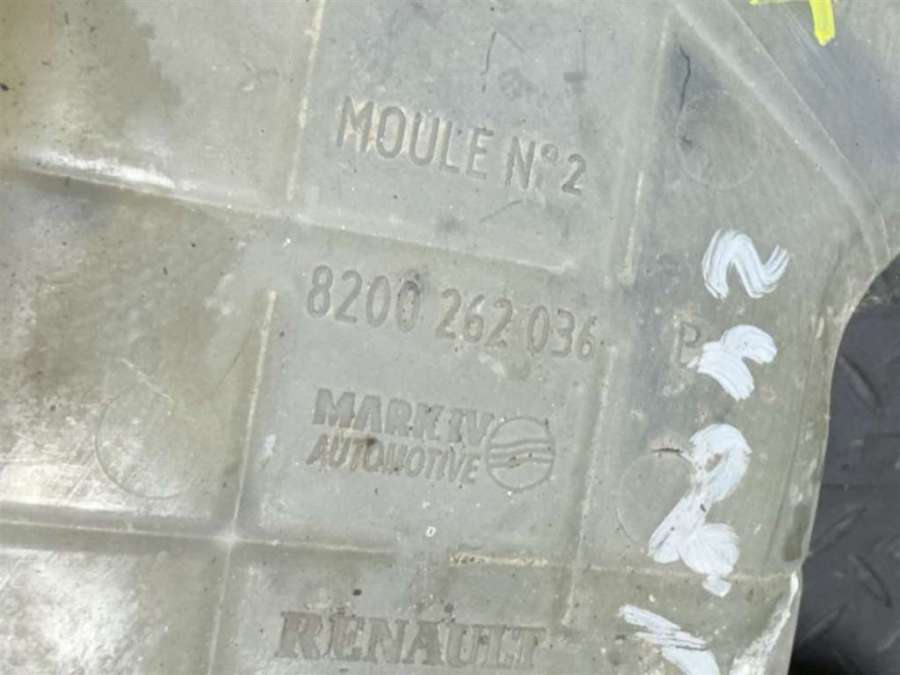 MOULE N°2
8200 262 036
MARK IV
AUTOMOTIVE
RENAULT